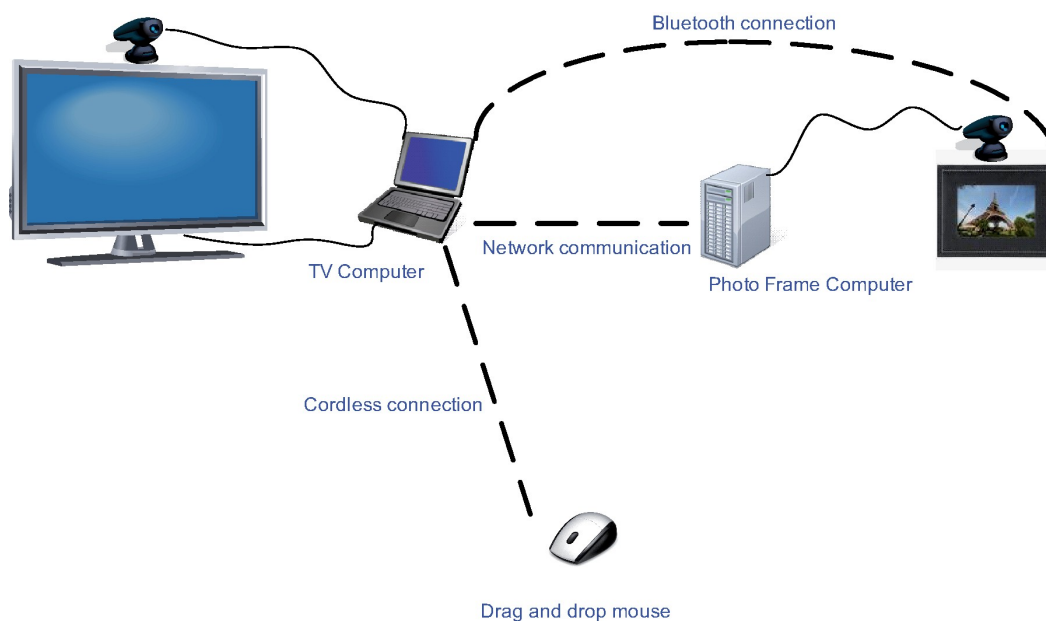 Bluetooth connection
Network communication
TV Computer
Photo Frame Computer
Cordless connection
Drag and drop mouse